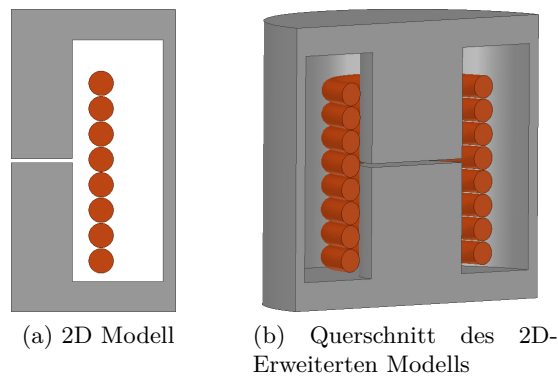 (a) 2D Modell
(b) Querschnitt des 2D-
Erweiterten Modells